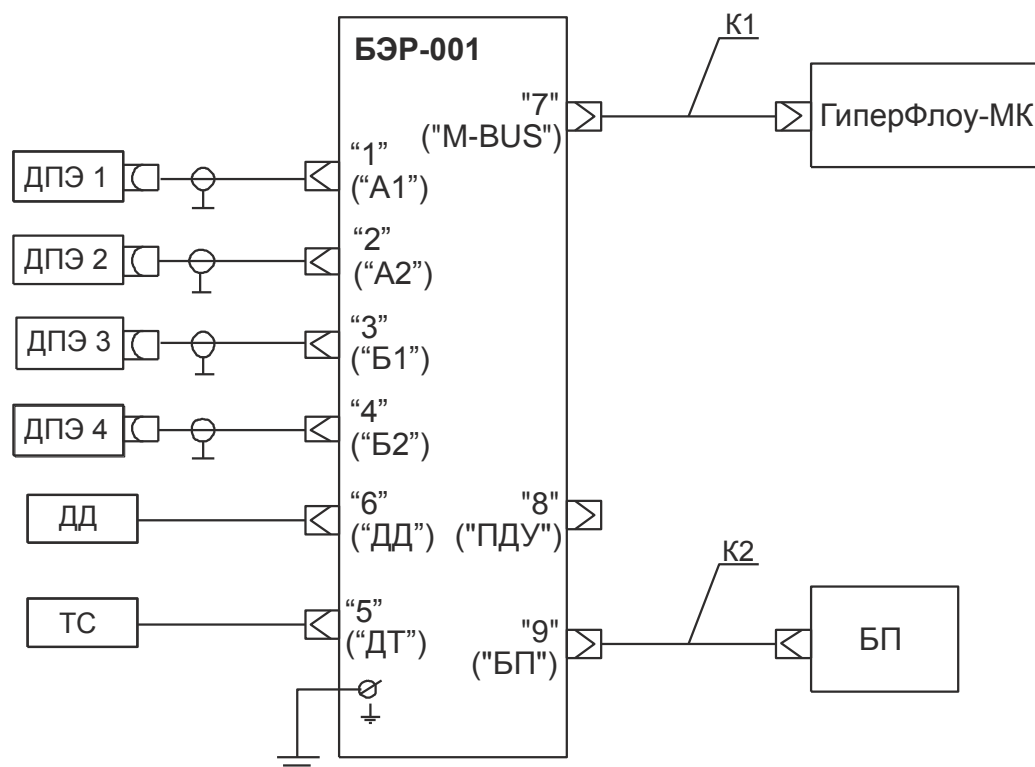 БЭР-001
К1
"7"
("M-BUS")
ГиперФлоу-МК
ДПЭ 1
“1”
(“А1”)
ДПЭ 2
“2”
(“А2”)
ДПЭ 3
“3”
(“Б1”)
ДПЭ 4
“4”
(“Б2”)
ДД
“6”
(“ДД”)
"8"
("ПДУ")
К2
ТС
“5”
(“ДТ”)
"9"
("БП")
БП